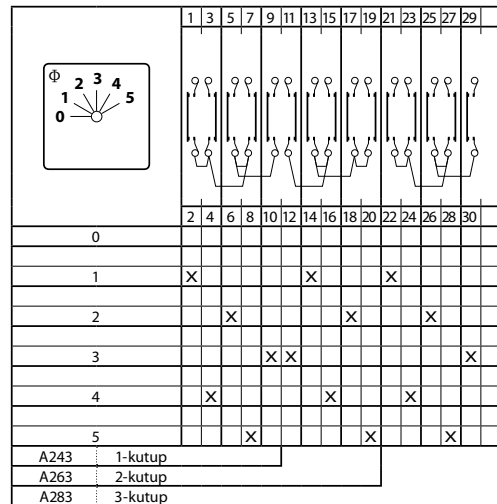 1 3 5 7 9 11 13 15 17 19 21 23 25 27 29
Φ
0 1 2 3 4 5
2 4 6 8 10 12 14 16 18 20 22 24 26 28 30
0
1 X X X
2 X X X
3 X X X
4 X X X
5 X X X
A243 1-kutup
A263 2-kutup
A283 3-kutup